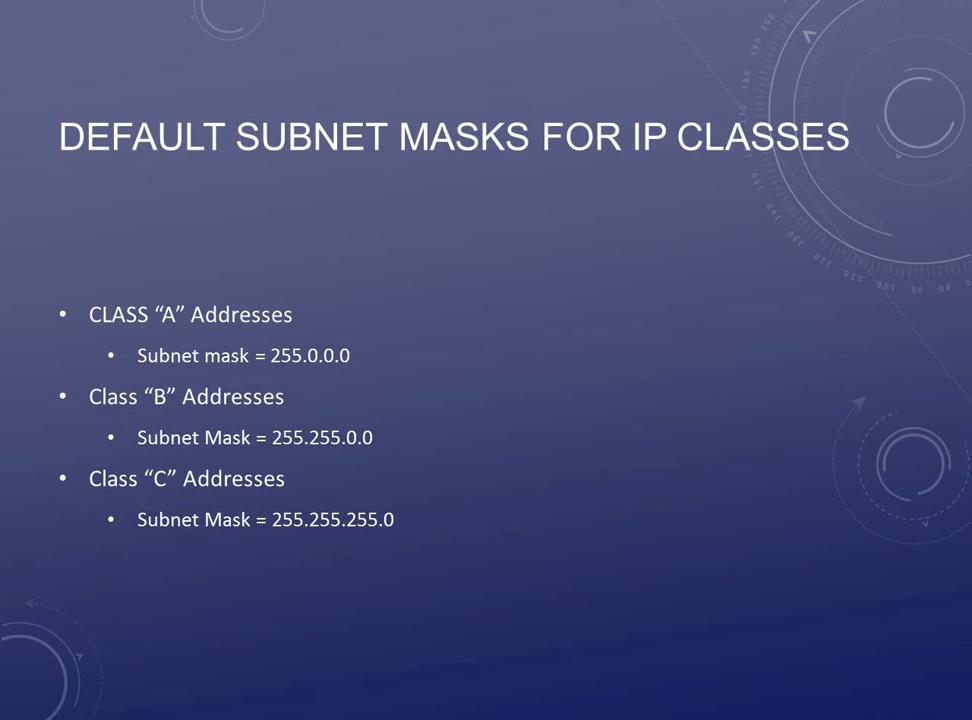 DEFAULT SUBNET MASKS FOR IP CLASSES
• CLASS “A” Addresses
• Subnet mask = 255.0.0.0
• Class “B” Addresses
• Subnet Mask = 255.255.0.0
• Class “C” Addresses
• Subnet Mask = 255.255.255.0